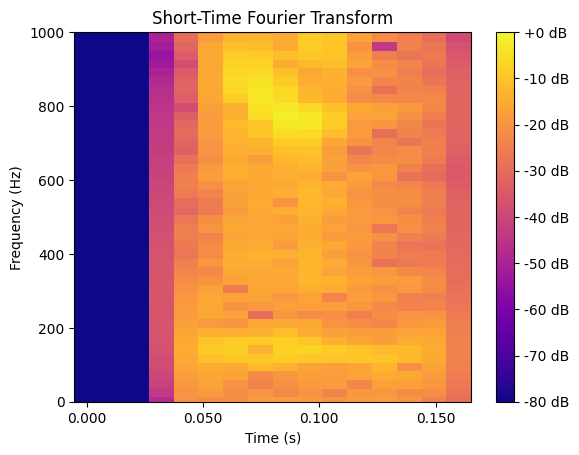 Short-Time Fourier Transform
Frequency (Hz)
1000
800
600
400
200
0
0.000
0.050
0.100
0.150
Time (s)
+0 dB
-10 dB
-20 dB
-30 dB
-40 dB
-50 dB
-60 dB
-70 dB
-80 dB